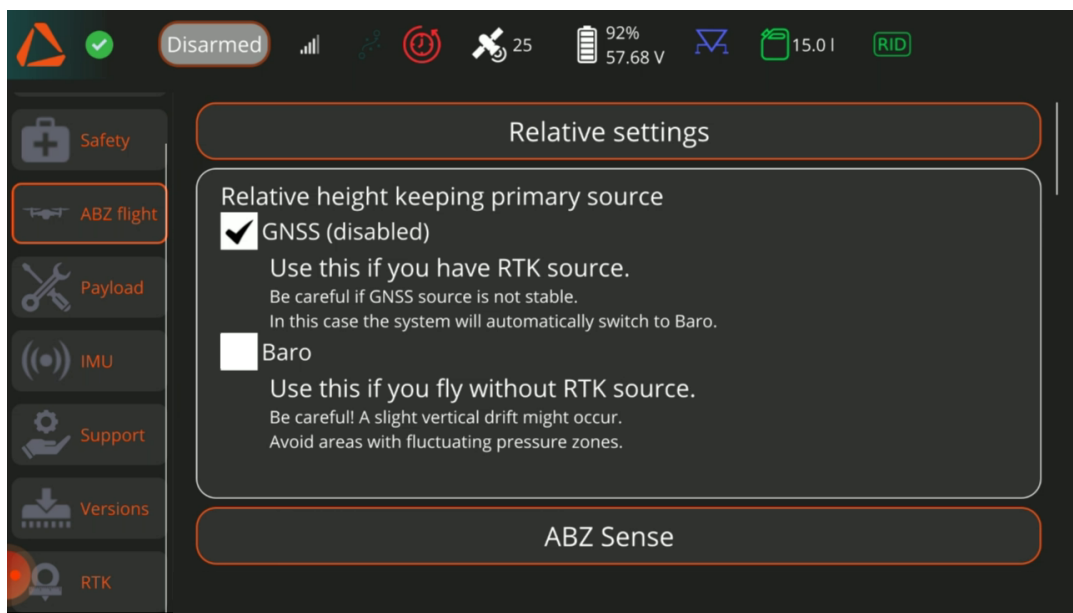 Disarmed
25
92%
57.68 V
15.0 l
RID
Safety
ABZ flight
Payload
IMU
Support
Versions
RTK
Relative settings
Relative height keeping primary source
GNSS (disabled)
Use this if you have RTK source.
Be careful if GNSS source is not stable.
In this case the system will automatically switch to Baro.
Baro
Use this if you fly without RTK source.
Be careful! A slight vertical drift might occur.
Avoid areas with fluctuating pressure zones.
ABZ Sense